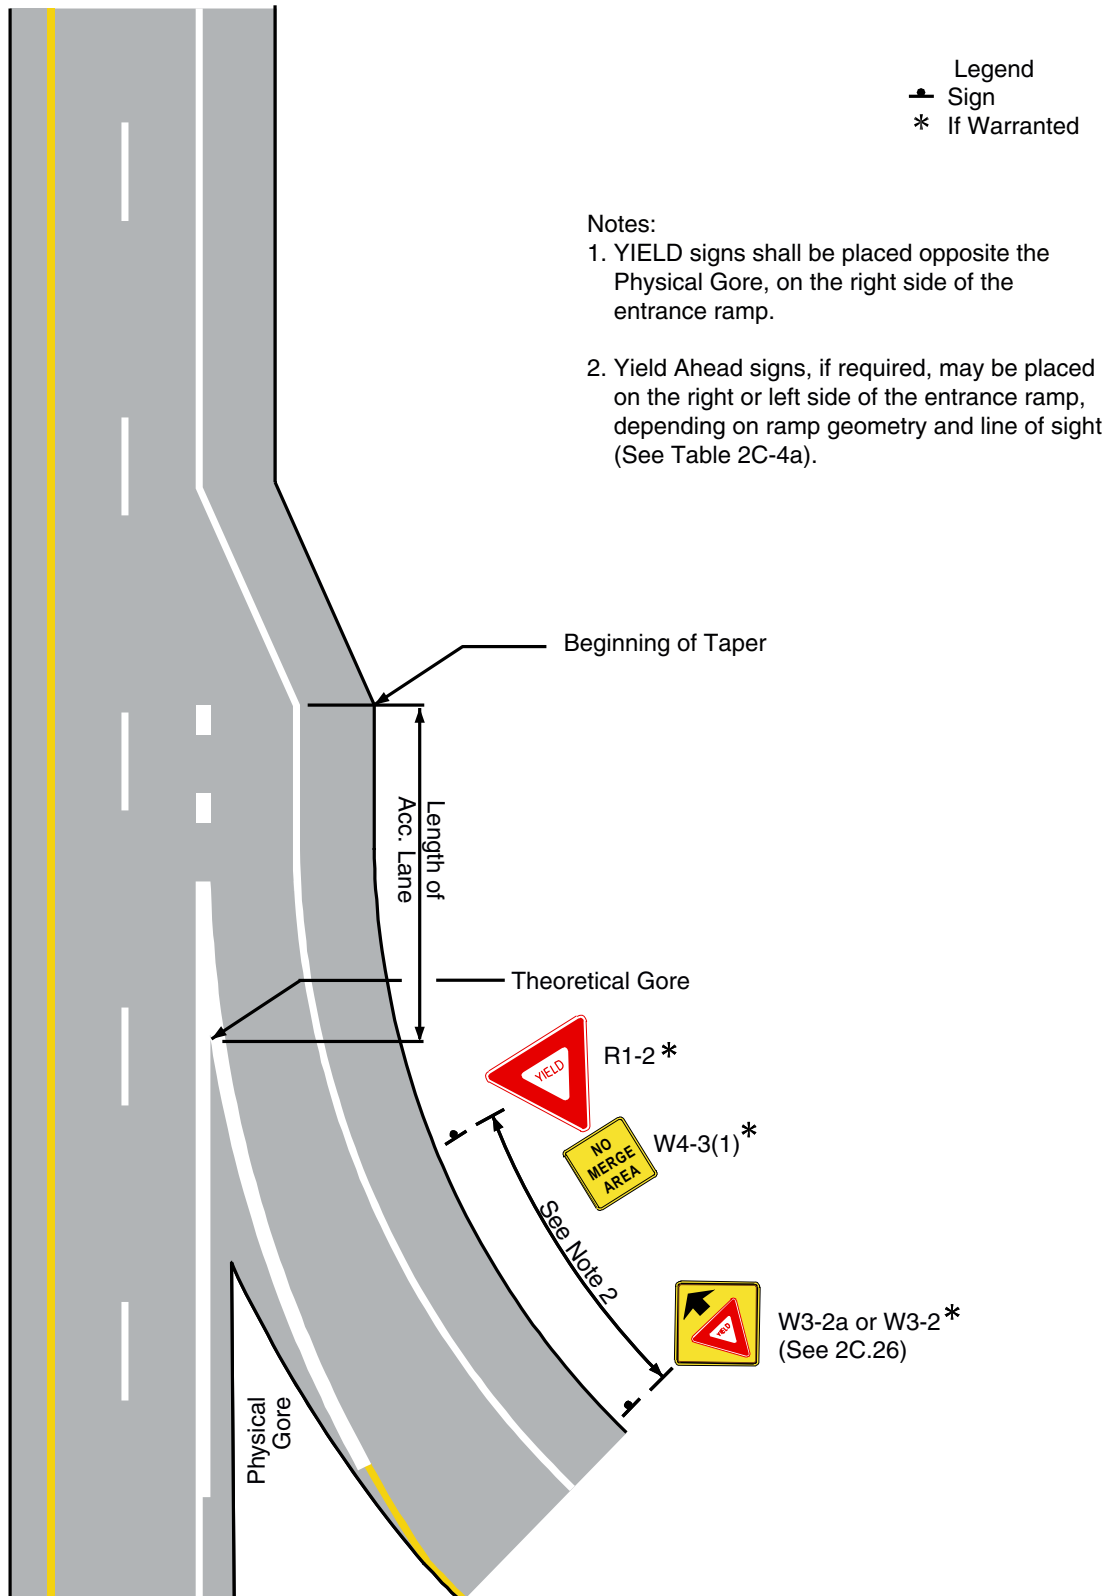 Legend
Sign
* If Warranted
Notes:
1. YIELD signs shall be placed opposite the
Physical Gore, on the right side of the
entrance ramp.
2. Yield Ahead signs, if required, may be placed
on the right or left side of the entrance ramp,
depending on ramp geometry and line of sight
(See Table 2C-4a).
Beginning of Taper
Length of
Acc. Lane
Theoretical Gore
YIELD
R1-2*
NO
MERGE
AREA
W4-3(1)*
See Note 2
YIELD
W3-2a or W3-2*
(See 2C.26)
Physical
Gore